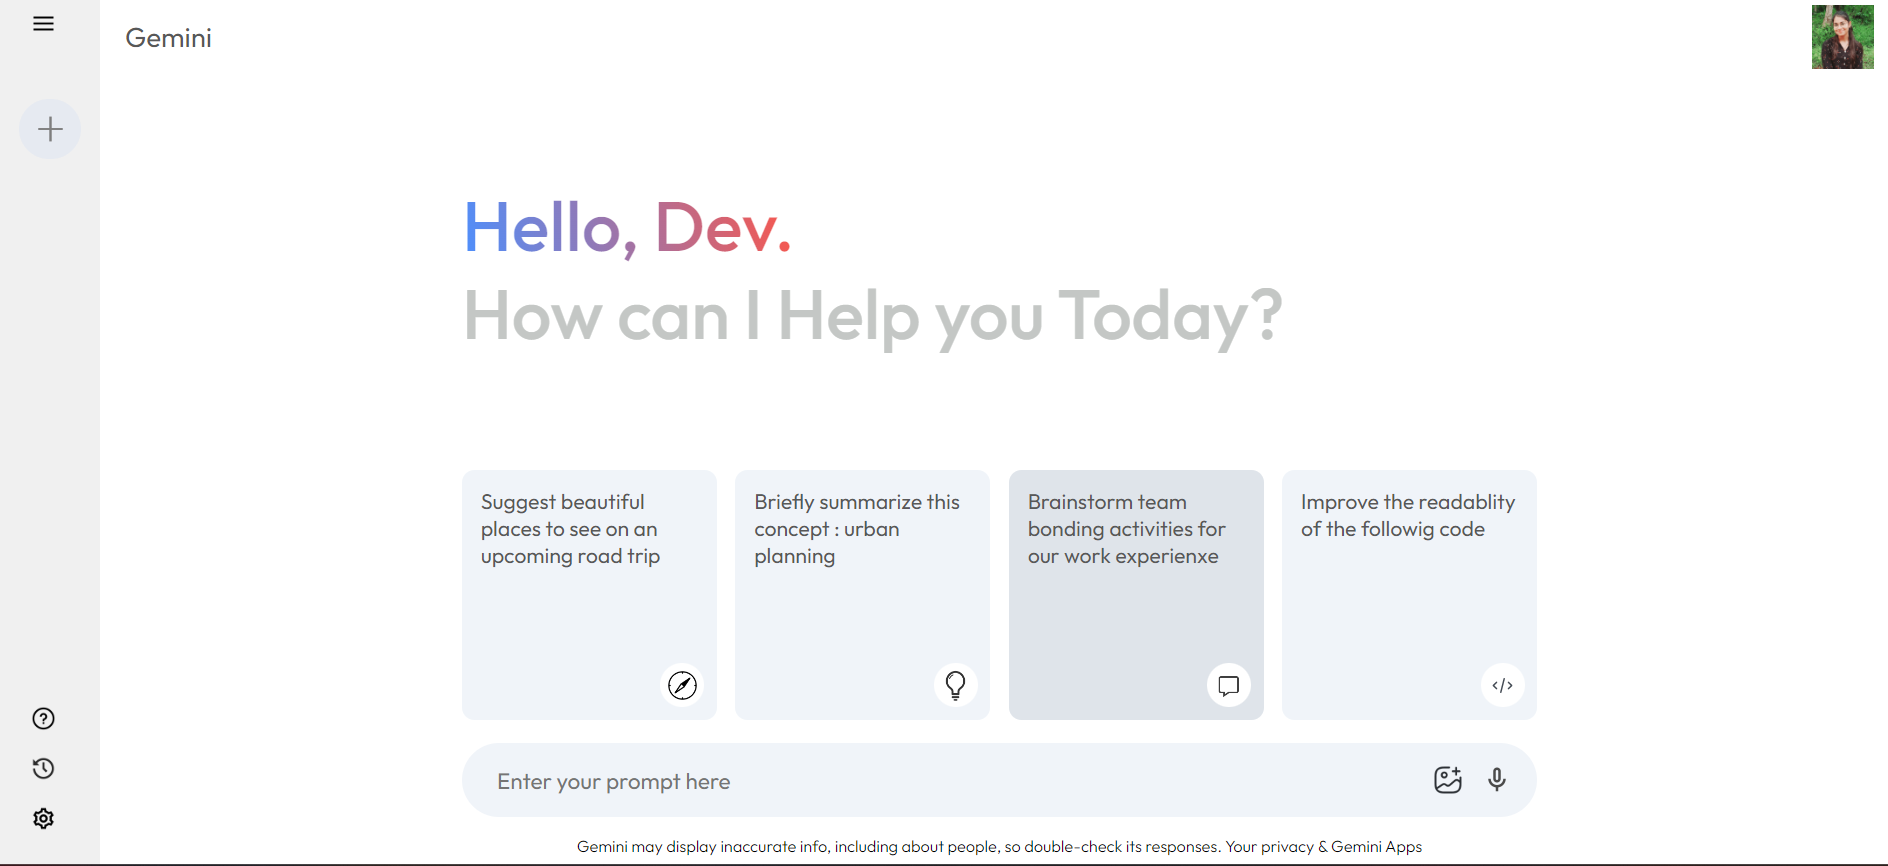 Gemini
Hello, Dev.
How can I Help you Today?
Suggest beautiful
places to see on an
upcoming road trip
Briefly summarize this
concept : urban
planning
Brainstorm team
bonding activities for
our work experienxe
Improve the readablity
of the followig code
Enter your prompt here
Gemini may display inaccurate info, including about people, so double-check its responses. Your privacy & Gemini Apps